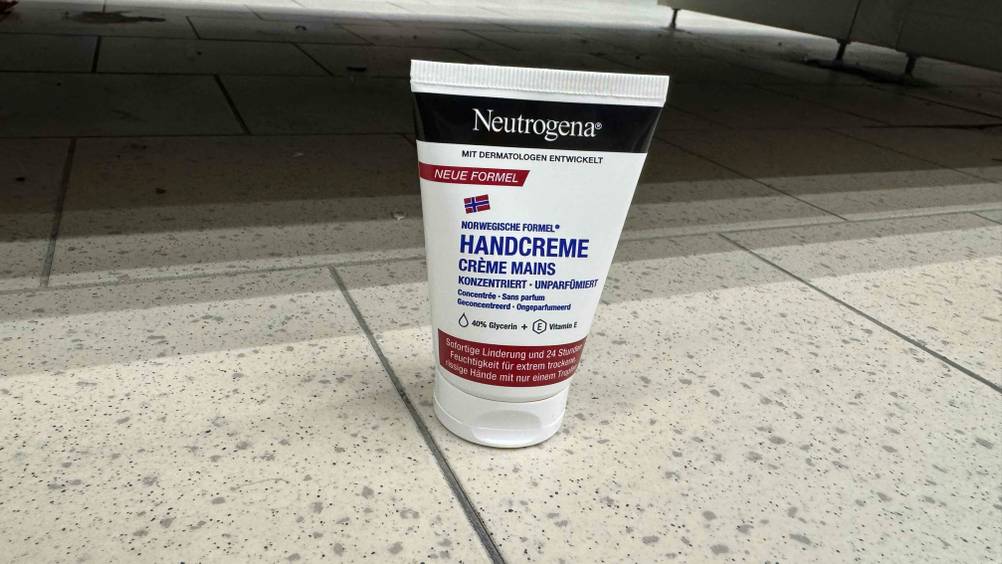 Neutrogena®
MIT DERMATOLOGEN ENTWICKELT
NEUE FORMEL
NORWEGISCHE FORMEL®
HANDCREME
CRÈME MAINS
KONZENTRIERT · UNPARFÜMIERT
Concentrée · Sans parfum
Geconcentreerd · Ongeparfumeerd
40% Glycerin + E Vitamin E
Sofortige Linderung und 24 Stunden
Feuchtigkeit für extrem trockene,
rissige Hände mit nur einem Tropfen